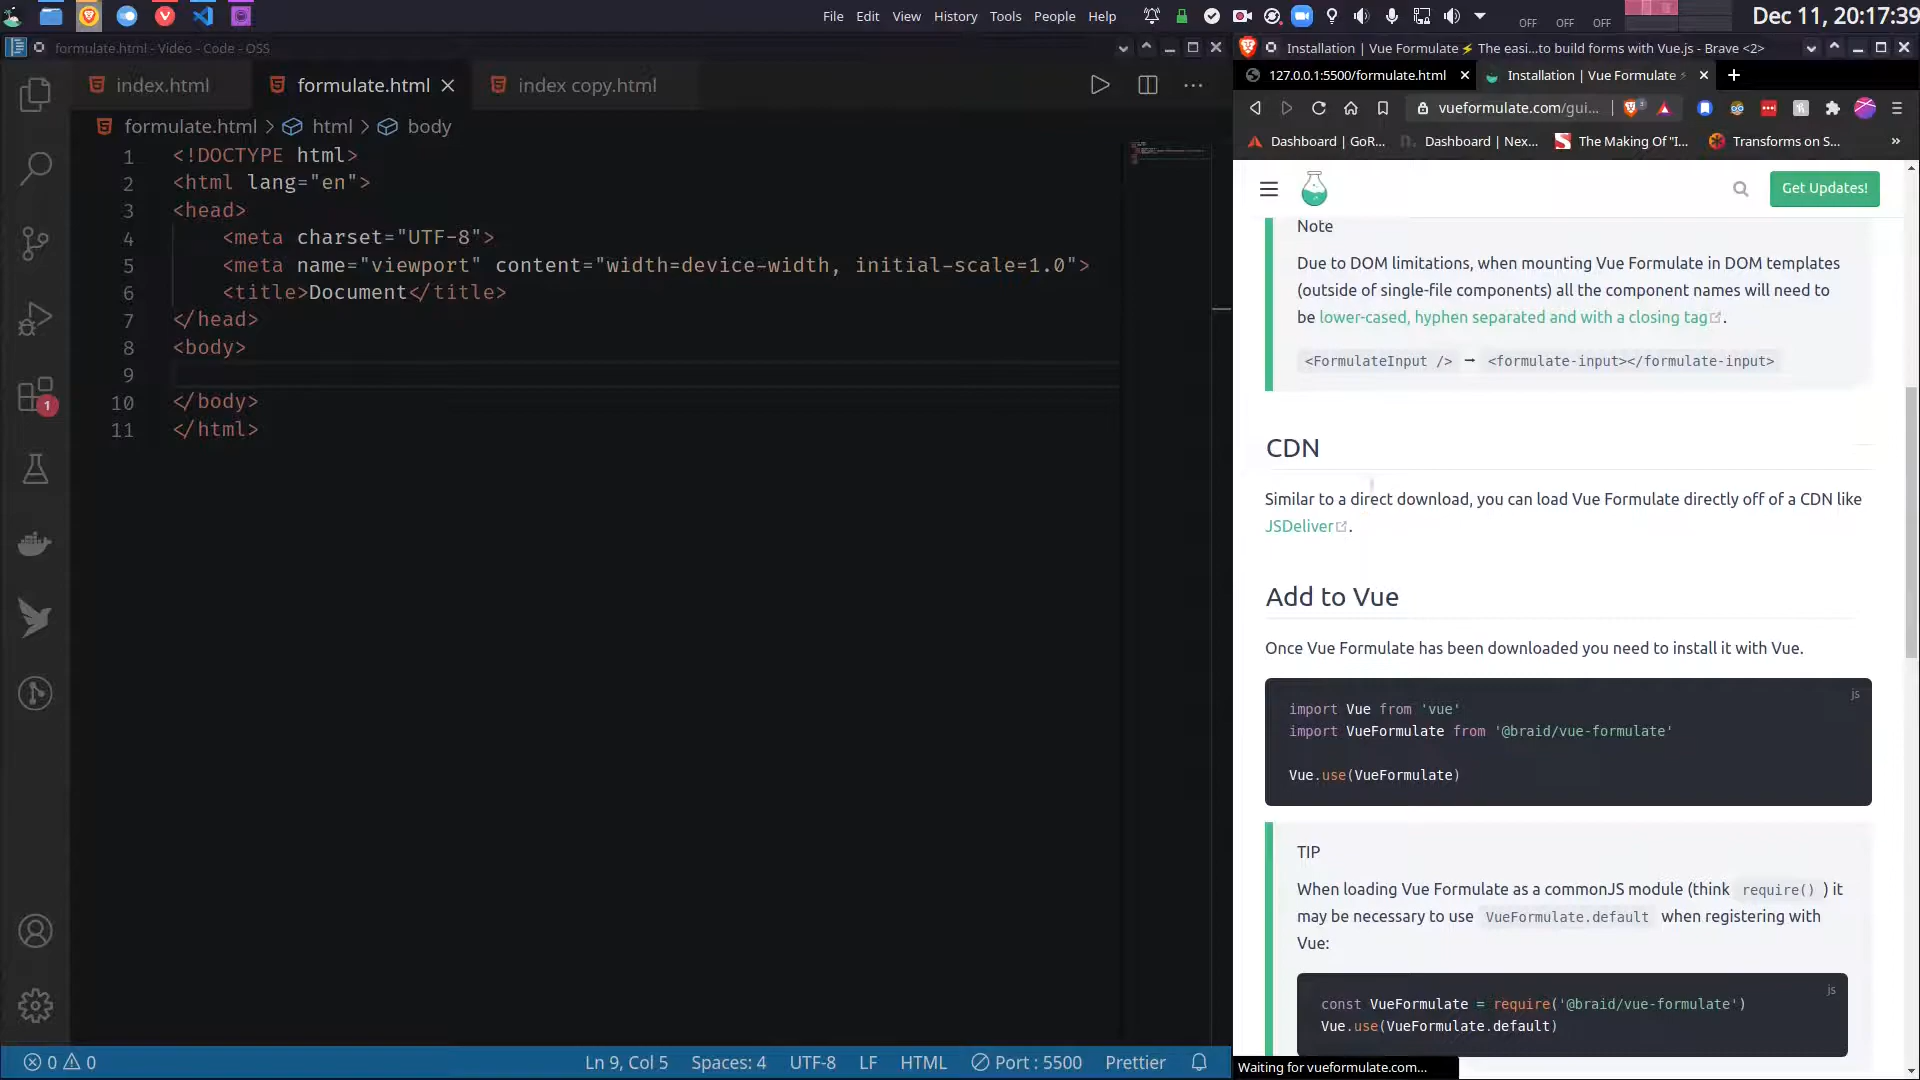 File Edit View History Tools People Help
OFF OFF OFF
Dec 11, 20:17:39
formulate.html - Video - Code - OSS
index.html
formulate.html
index copy.html
formulate.html > html > body
1 <!DOCTYPE html>
2 <html lang="en">
3 <head>
4 <meta charset="UTF-8">
5 <meta name="viewport" content="width=device-width, initial-scale=1.0">
6 <title>Document</title>
7 </head>
8 <body>
9
10 </body>
11 </html>
1
0 0
Ln 9, Col 5 Spaces: 4 UTF-8 LF HTML Port : 5500 Prettier
Installation | Vue Formulate ⚡ The easi...to build forms with Vue.js - Brave <2>
127.0.0.1:5500/formulate.html
Installation | Vue Formulate ⚡
vueformulate.com/gui...
3
Dashboard | GoR... Dashboard | Nex... The Making Of "I... Transforms on S... »
Get Updates!
Note
Due to DOM limitations, when mounting Vue Formulate in DOM templates
(outside of single-file components) all the component names will need to
be lower-cased, hyphen separated and with a closing tag.
<FormulateInput /> → <formulate-input></formulate-input>
CDN
Similar to a direct download, you can load Vue Formulate directly off of a CDN like
JSDeliver.
Add to Vue
Once Vue Formulate has been downloaded you need to install it with Vue.
js
import Vue from 'vue'
import VueFormulate from '@braid/vue-formulate'
Vue.use(VueFormulate)
TIP
When loading Vue Formulate as a commonJS module (think require() ) it
may be necessary to use VueFormulate.default when registering with
Vue:
js
const VueFormulate = require('@braid/vue-formulate')
Vue.use(VueFormulate.default)
Waiting for vueformulate.com...